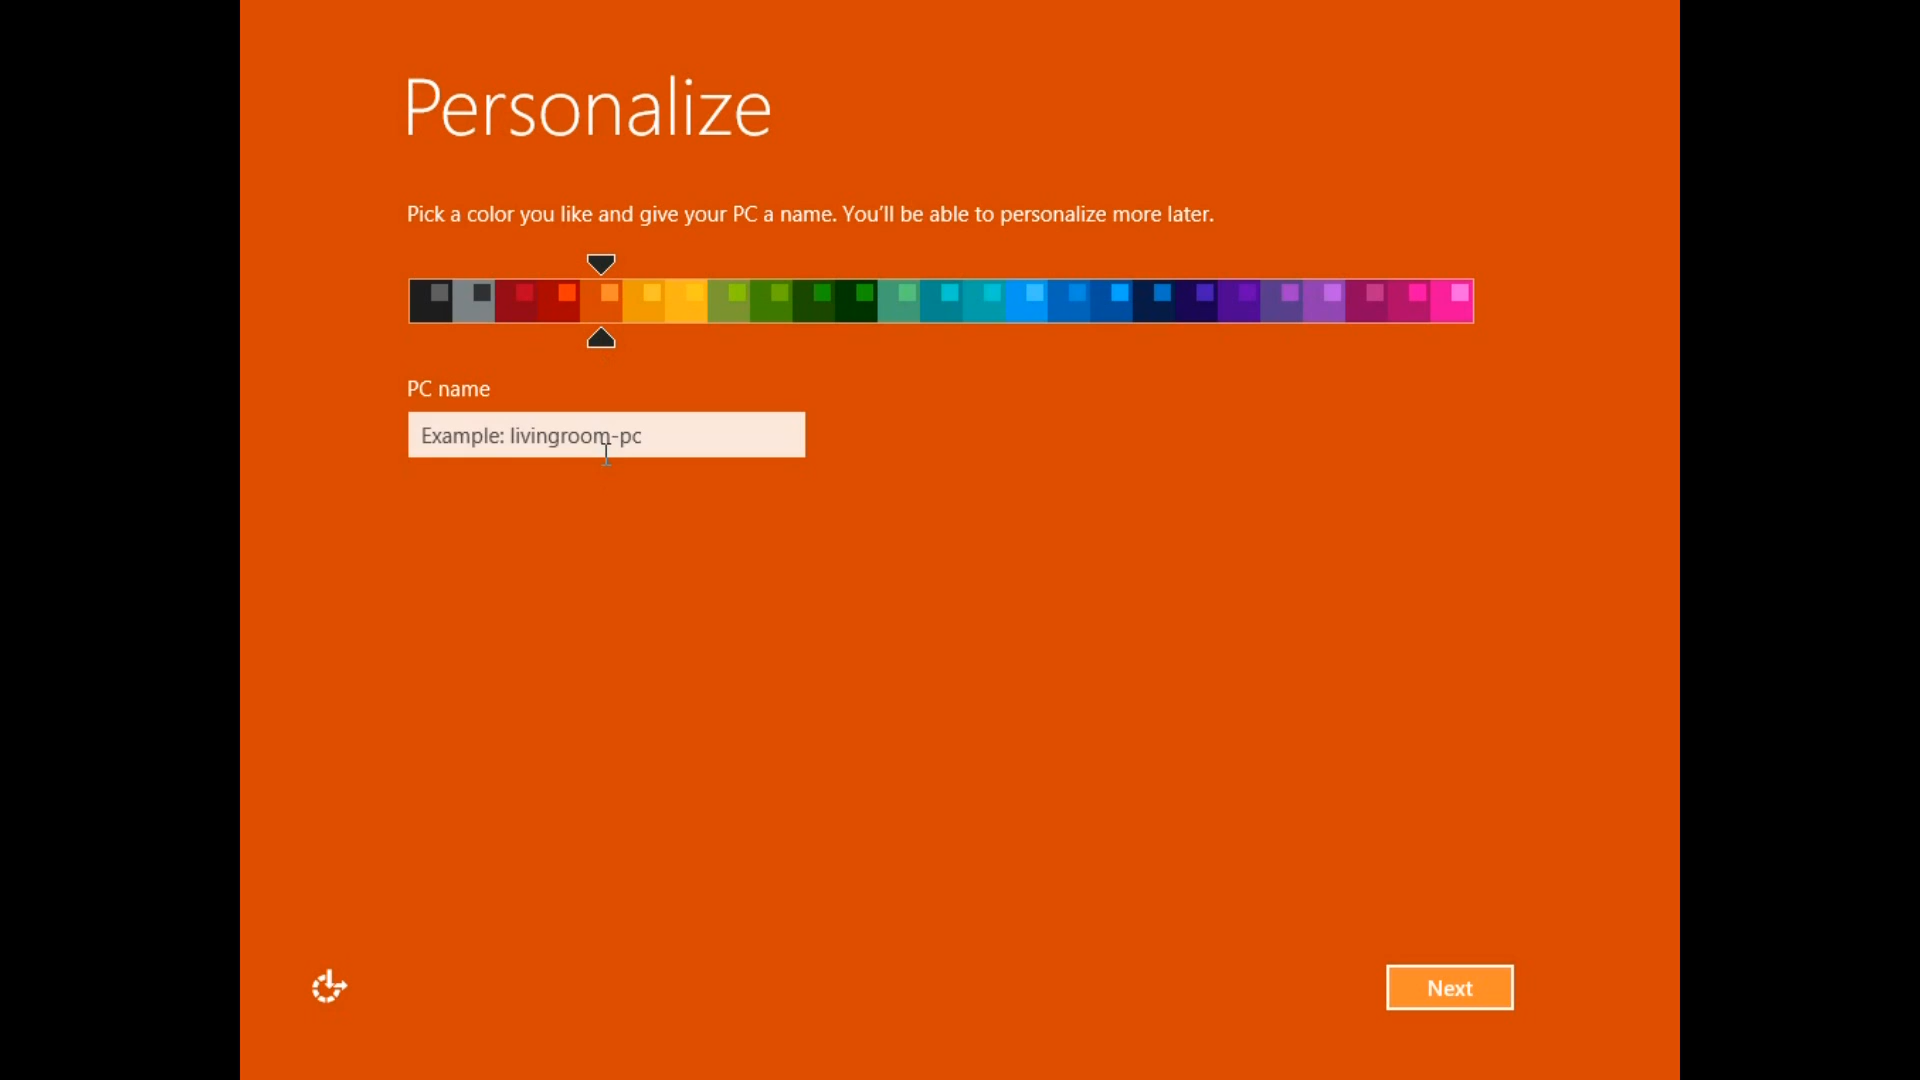 Personalize
Pick a color you like and give your PC a name. You'll be able to personalize more later.
PC name
Example: livingroom-pc
Next